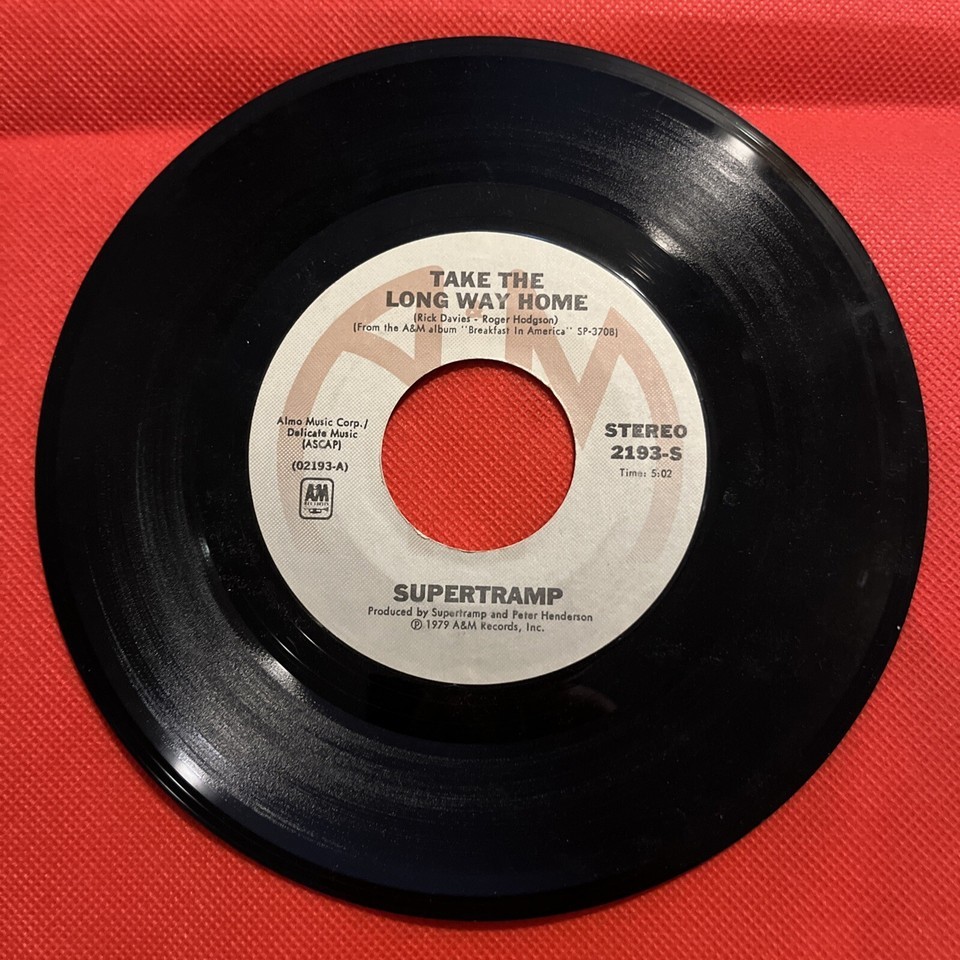 TAKE THE
LONG WAY HOME
(Rick Davies - Roger Hodgson)
(From the A&M album "Breakfast In America" SP-3708)
Almo Music Corp./
Delicate Music
(ASCAP)
(02193-A)
A&M
RECORDS
STEREO
2193-S
Time: 5:02
SUPERTRAMP
Produced by Supertramp and Peter Henderson
℗ 1979 A&M Records, Inc.